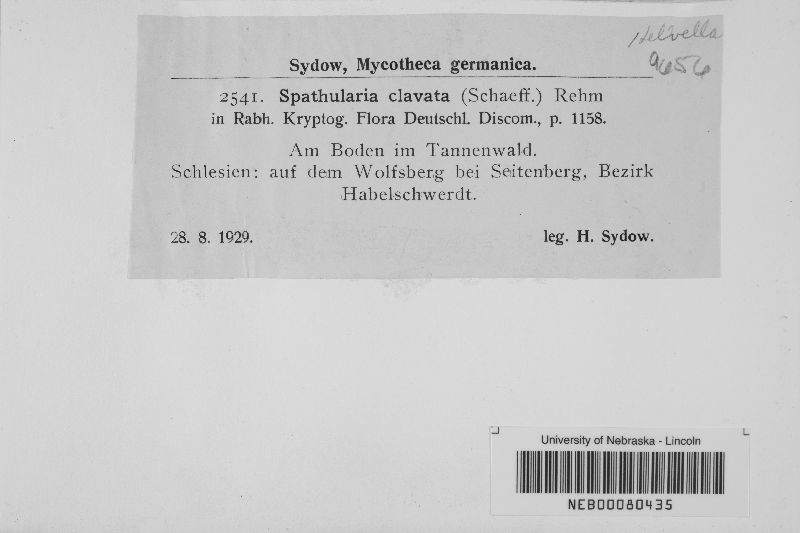 Helvella
9656
Sydow, Mycotheca germanica.
2541. Spathularia clavata (Schaeff.) Rehm
in Rabh. Kryptog. Flora Deutschl. Discom., p. 1158.
Am Boden im Tannenwald.
Schlesien: auf dem Wolfsberg bei Seitenberg, Bezirk
Habelschwerdt.
28. 8. 1929. leg. H. Sydow.
University of Nebraska - Lincoln
NEB00080435